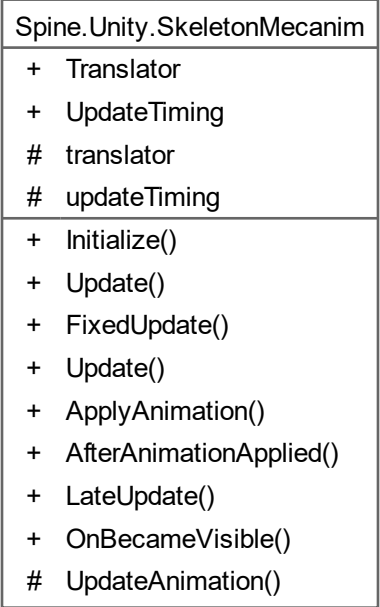 Spine.Unity.SkeletonMecanim
+ Translator
+ UpdateTiming
# translator
# updateTiming
+ Initialize()
+ Update()
+ FixedUpdate()
+ Update()
+ ApplyAnimation()
+ AfterAnimationApplied()
+ LateUpdate()
+ OnBecameVisible()
# UpdateAnimation()